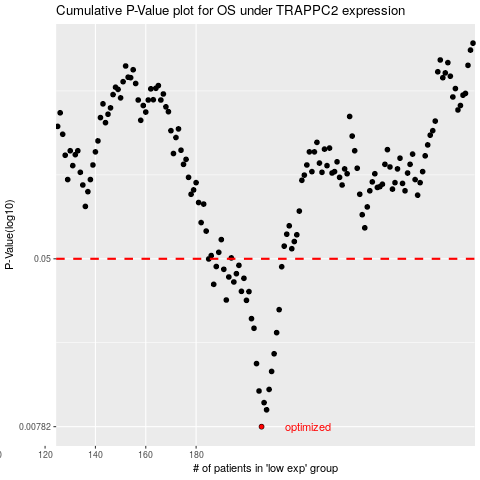 Cumulative P-Value plot for OS under TRAPPC2 expression
P-Value(log10)
0.05
0.00782
optimized
0 120 140 160 180
# of patients in 'low exp' group